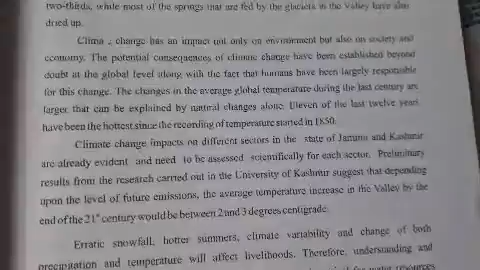 two-thirds, while most of the springs that are fed by the glaciers in the Valley have also
dried up.
Clima , change has an impact not only on environment but also on society and
economy. The potential consequences of climate change have been established beyond
doubt at the global level along with the fact that humans have been largely responsible
for this change. The changes in the average global temperature during the last century are
larger that can be explained by natural changes alone. Eleven of the last twelve years
have been the hottest since the recording of temperature started in 1850.
Climate change impacts on different sectors in the state of Jammu and Kashmir
are already evident and need to be assessed scientifically for each sector. Preliminary
results from the research carried out in the University of Kashmir suggest that depending
upon the level of future emissions, the average temperature increase in the Valley by the
end of the 21st century would be between 2 and 3 degrees centigrade.
Erratic snowfall, hotter summers, climate variability and change of both
precipitation and temperature will affect livelihoods. Therefore, understanding and
for water resources